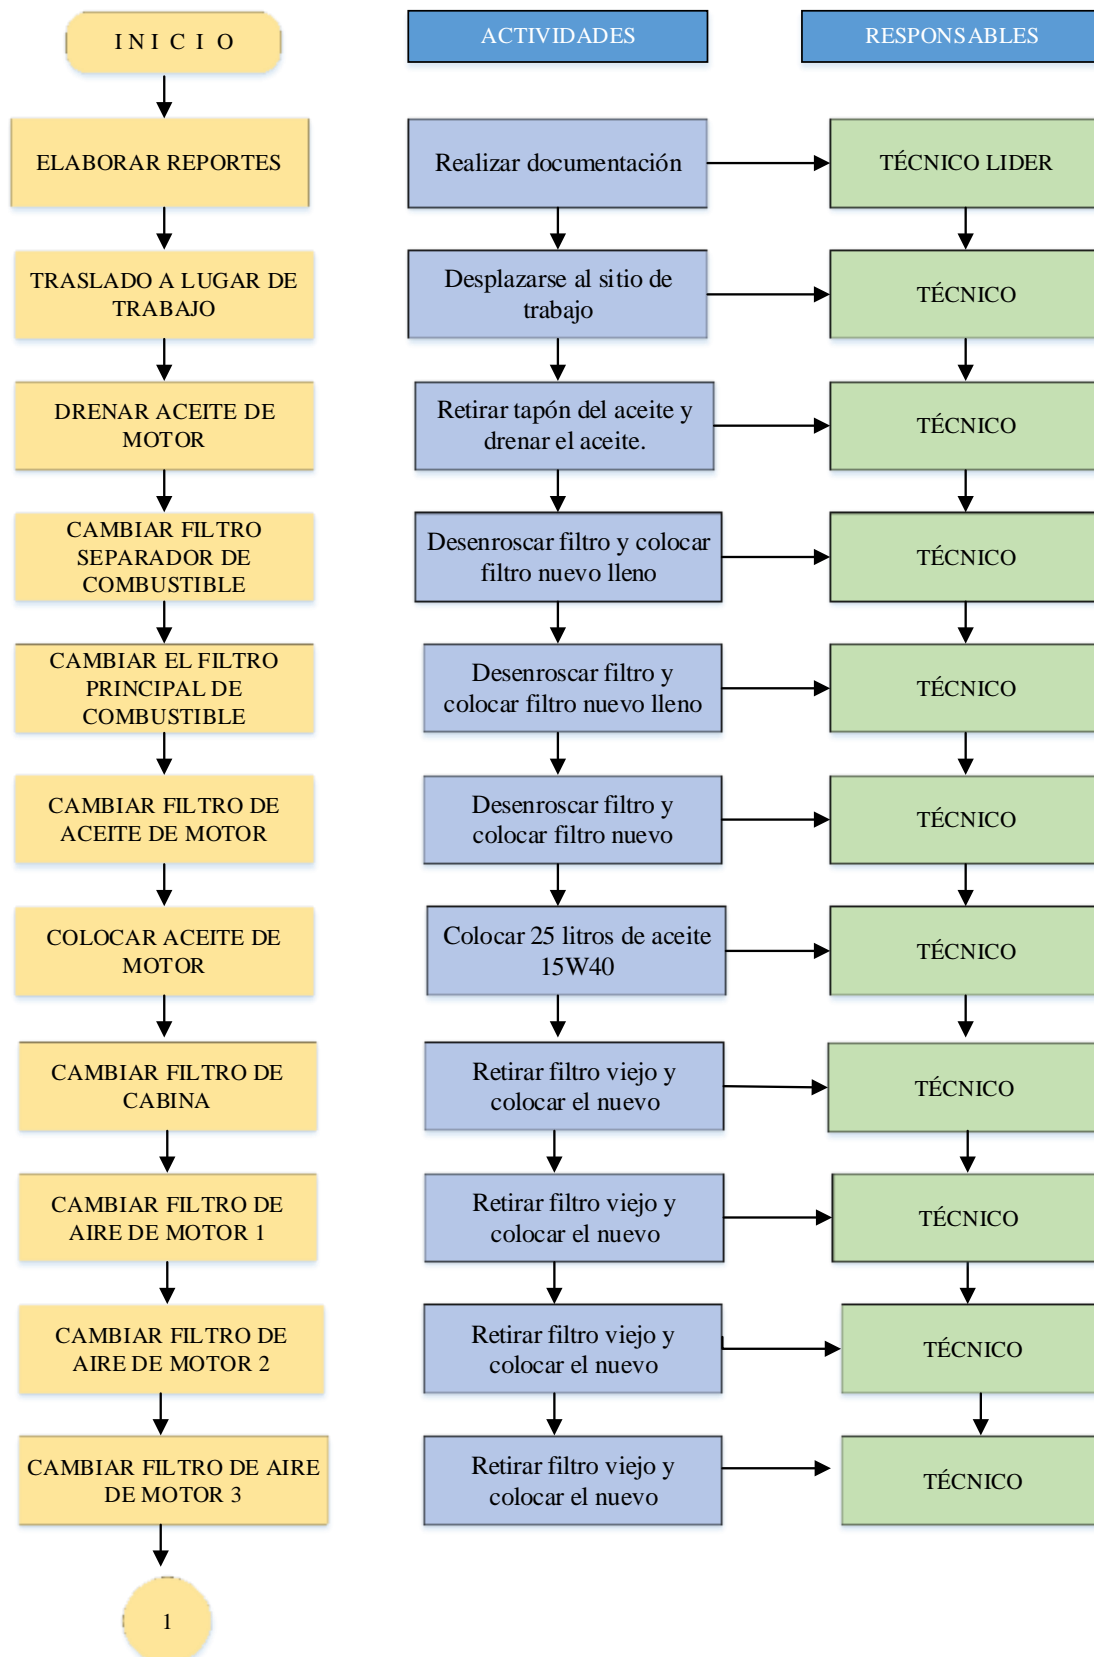 I N I C I O
ACTIVIDADES
RESPONSABLES
ELABORAR REPORTES
Realizar documentación
TÉCNICO LIDER
TRASLADO A LUGAR DE
TRABAJO
Desplazarse al sitio de
trabajo
TÉCNICO
DRENAR ACEITE DE
MOTOR
Retirar tapón del aceite y
drenar el aceite.
TÉCNICO
CAMBIAR FILTRO
SEPARADOR DE
COMBUSTIBLE
Desenroscar filtro y colocar
filtro nuevo lleno
TÉCNICO
CAMBIAR EL FILTRO
PRINCIPAL DE
COMBUSTIBLE
Desenroscar filtro y
colocar filtro nuevo lleno
TÉCNICO
CAMBIAR FILTRO DE
ACEITE DE MOTOR
Desenroscar filtro y
colocar filtro nuevo
TÉCNICO
COLOCAR ACEITE DE
MOTOR
Colocar 25 litros de aceite
15W40
TÉCNICO
CAMBIAR FILTRO DE
CABINA
Retirar filtro viejo y
colocar el nuevo
TÉCNICO
CAMBIAR FILTRO DE
AIRE DE MOTOR 1
Retirar filtro viejo y
colocar el nuevo
TÉCNICO
CAMBIAR FILTRO DE
AIRE DE MOTOR 2
Retirar filtro viejo y
colocar el nuevo
TÉCNICO
CAMBIAR FILTRO DE AIRE
DE MOTOR 3
Retirar filtro viejo y
colocar el nuevo
TÉCNICO
1